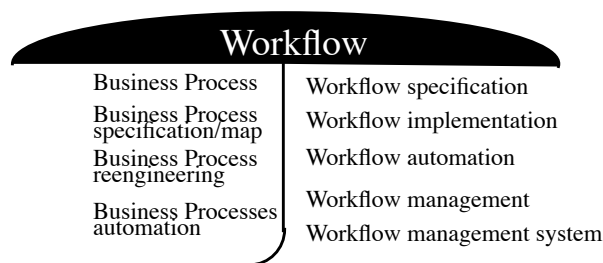 Workflow
Business Process
Business Process
specification/map
Business Process
reengineering
Business Processes
automation
Workflow specification
Workflow implementation
Workflow automation
Workflow management
Workflow management system